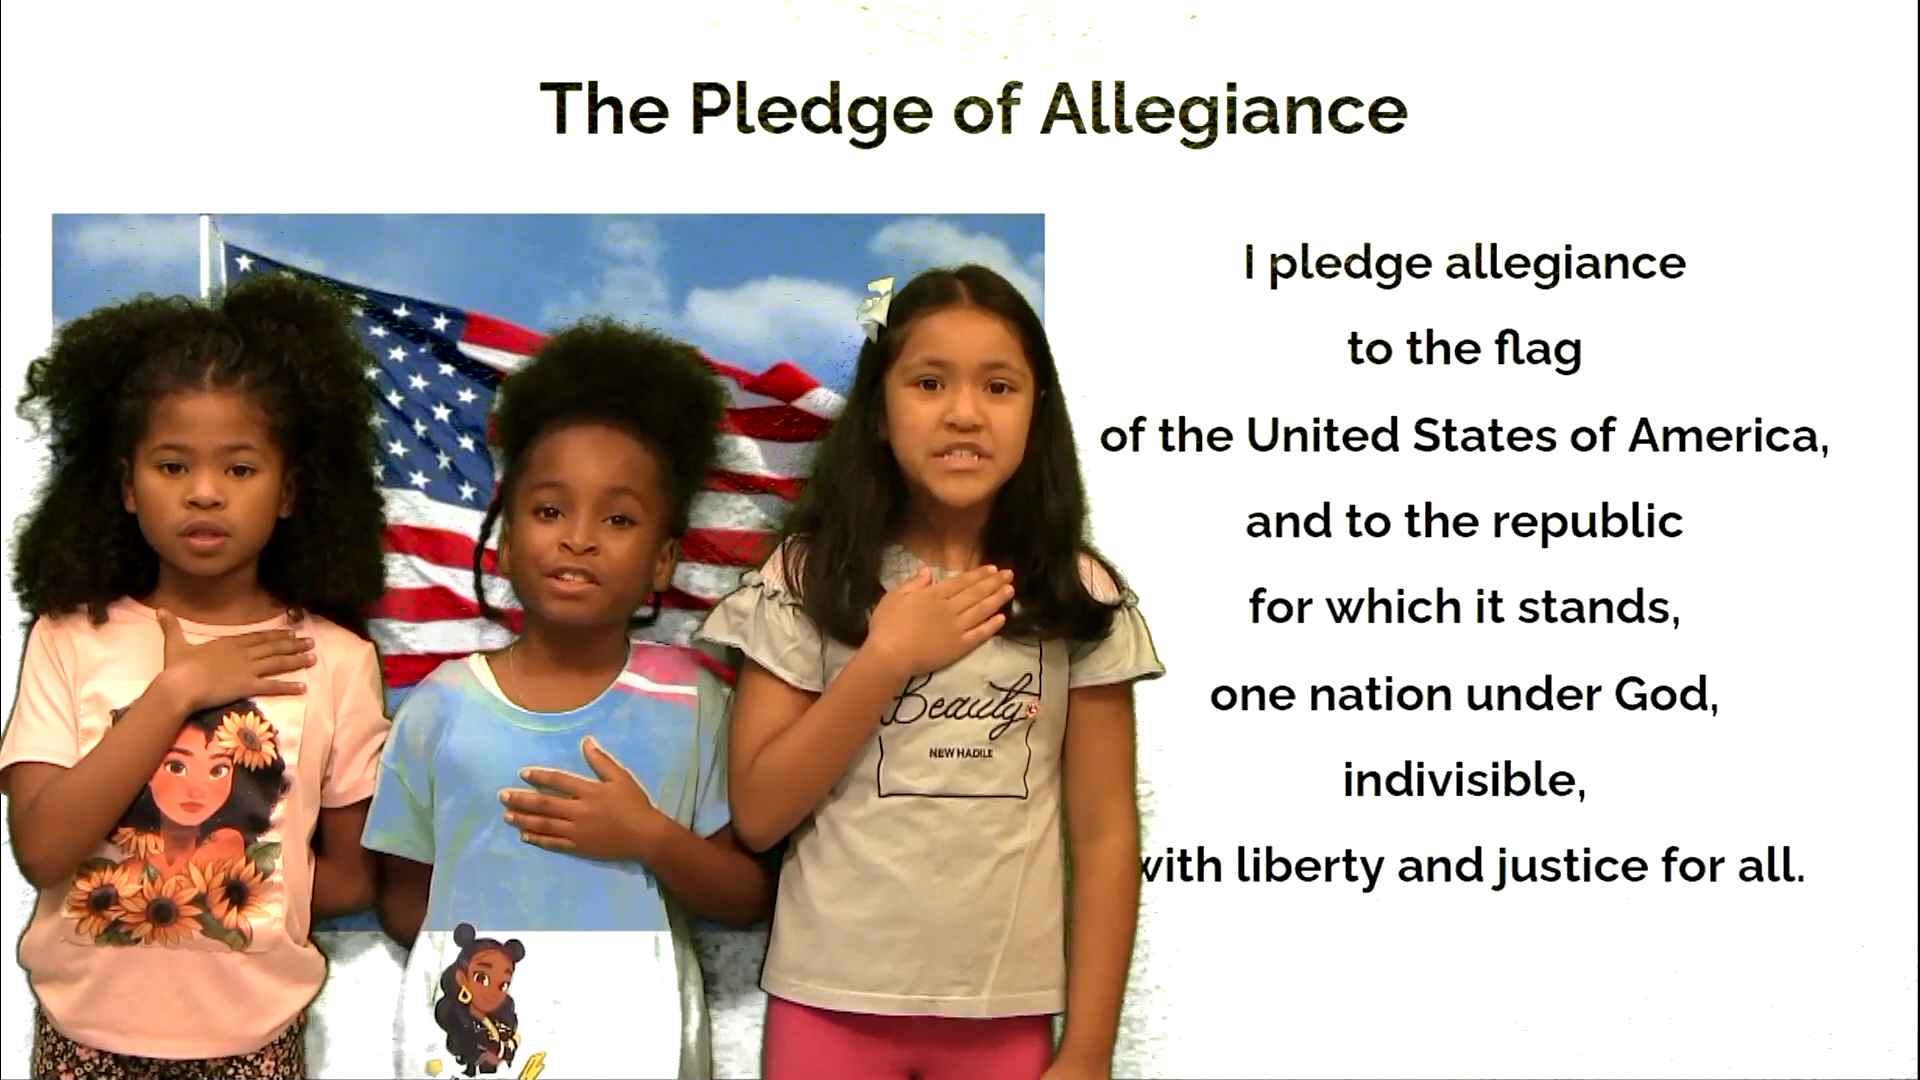 The Pledge of Allegiance
I pledge allegiance
to the flag
of the United States of America,
and to the republic
for which it stands,
one nation under God,
indivisible,
with liberty and justice for all.
Beauty
NEW HADILE